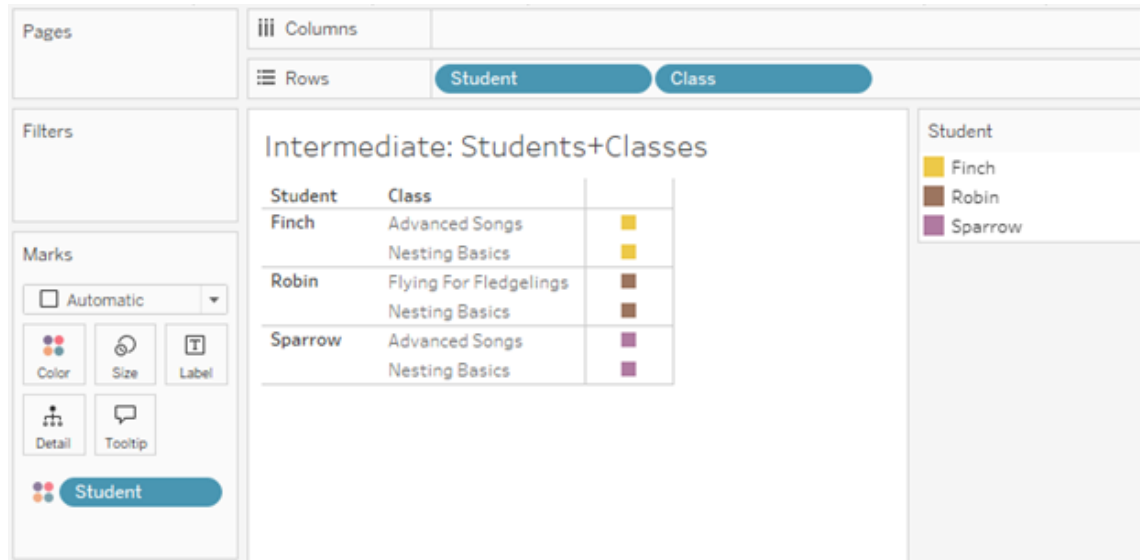 Pages
Columns
Rows Student Class
Filters
Intermediate: Students+Classes
Student Class
Finch Advanced Songs
Nesting Basics
Robin Flying For Fledgelings
Nesting Basics
Sparrow Advanced Songs
Nesting Basics
Student
Finch
Robin
Sparrow
Marks
Automatic
Color Size Label
T
Detail Tooltip
Student